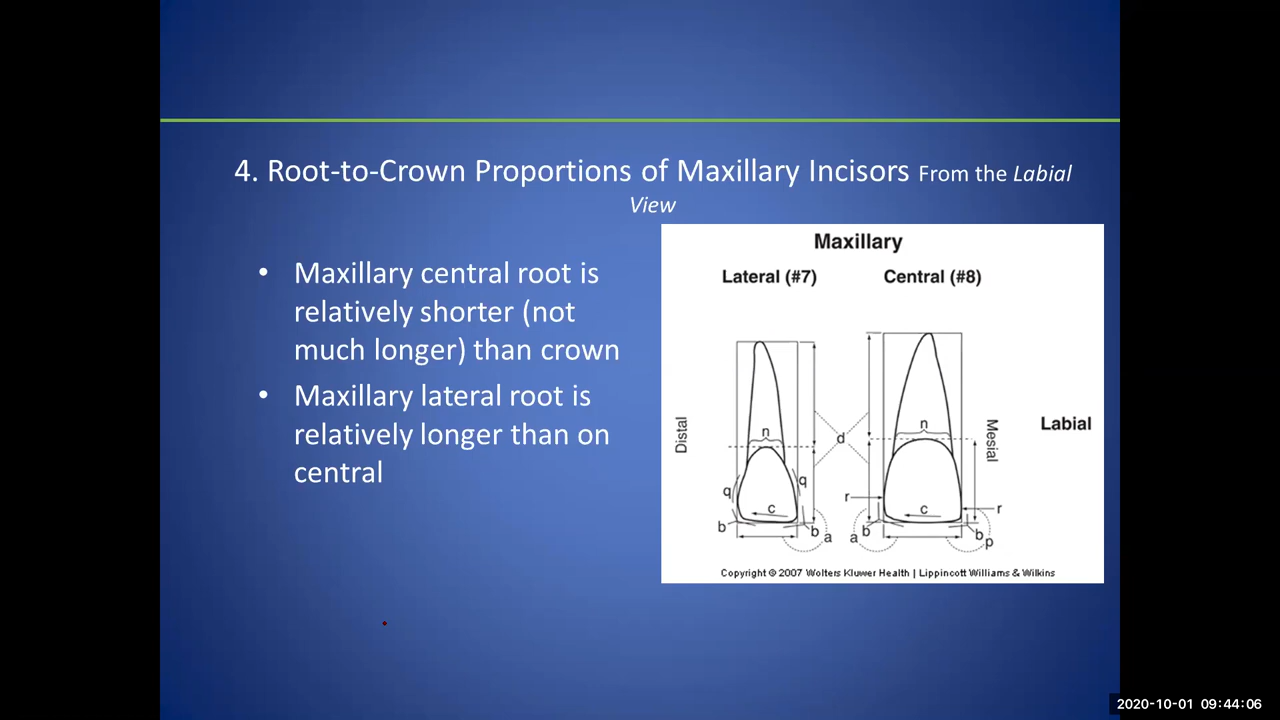 4. Root-to-Crown Proportions of Maxillary Incisors From the Labial
View
• Maxillary central root is
relatively shorter (not
much longer) than crown
• Maxillary lateral root is
relatively longer than on
central
Maxillary
Lateral (#7) Central (#8)
Distal
Mesial
Labial
n n
d
q q
r r
c c
b b a a b b p
Copyright © 2007 Wolters Kluwer Health | Lippincott Williams & Wilkins
2020-10-01 09:44:06